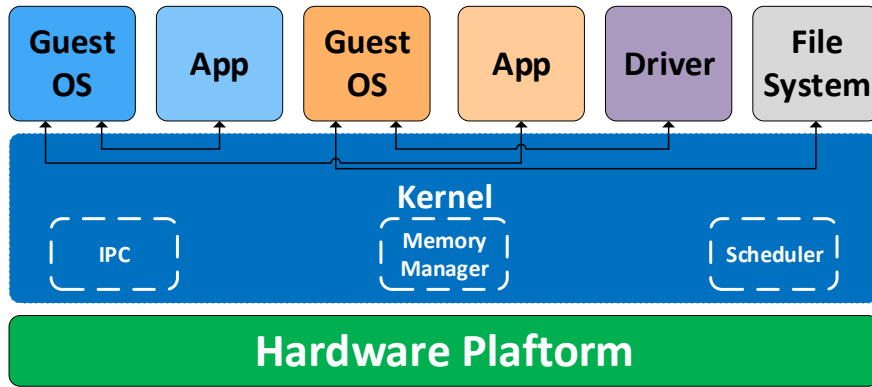 Guest
OS
App
Guest
OS
App
Driver
File
System
Kernel
IPC
Memory
Manager
Scheduler
Hardware Plaftorm